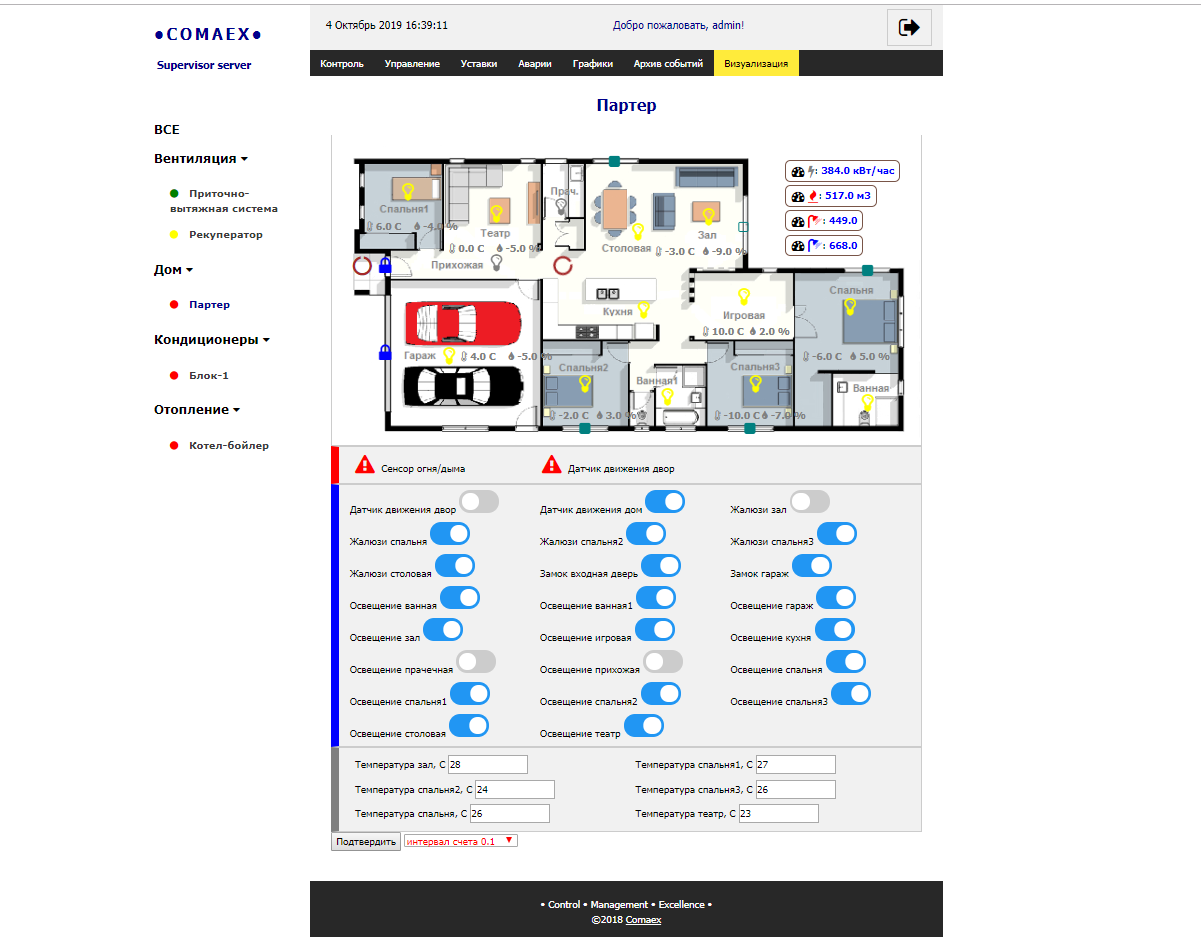 •COMAEX•
Supervisor server
4 Октябрь 2019 16:39:11
Добро пожаловать, admin!
Контроль Управление Уставки Аварии Графики Архив событий Визуализация
ВСЕ
Вентиляция
Приточно-
вытяжная система
Рекуператор
Дом
Партер
Кондиционеры
Блок-1
Отопление
Котел-бойлер
Партер
Спальня1
6.0 C -4.0 %
Театр
0.0 C -5.0 %
Прач.
Прихожая
Столовая
Зал
-3.0 C -9.0 %
: 384.0 кВт/час
: 517.0 м3
: 449.0
: 668.0
Кухня
Игровая
10.0 C 2.0 %
Спальня
-6.0 C 5.0 %
Гараж 4.0 C -5.0 %
Спальня2
-2.0 C 3.0 %
Ванная1
Спальня3
-10.0 C -7.0 %
Ванная
Сенсор огня/дыма Датчик движения двор
Датчик движения двор Датчик движения дом Жалюзи зал
Жалюзи спальня Жалюзи спальня2 Жалюзи спальня3
Жалюзи столовая Замок входная дверь Замок гараж
Освещение ванная Освещение ванная1 Освещение гараж
Освещение зал Освещение игровая Освещение кухня
Освещение прачечная Освещение прихожая Освещение спальня
Освещение спальня1 Освещение спальня2 Освещение спальня3
Освещение столовая Освещение театр
Температура зал, С 28 Температура спальня1, С 27
Температура спальня2, С 24 Температура спальня3, С 26
Температура спальня, С 26 Температура театр, С 23
Подтвердить интервал счета 0.1
• Control • Management • Excellence •
©2018 Comaex